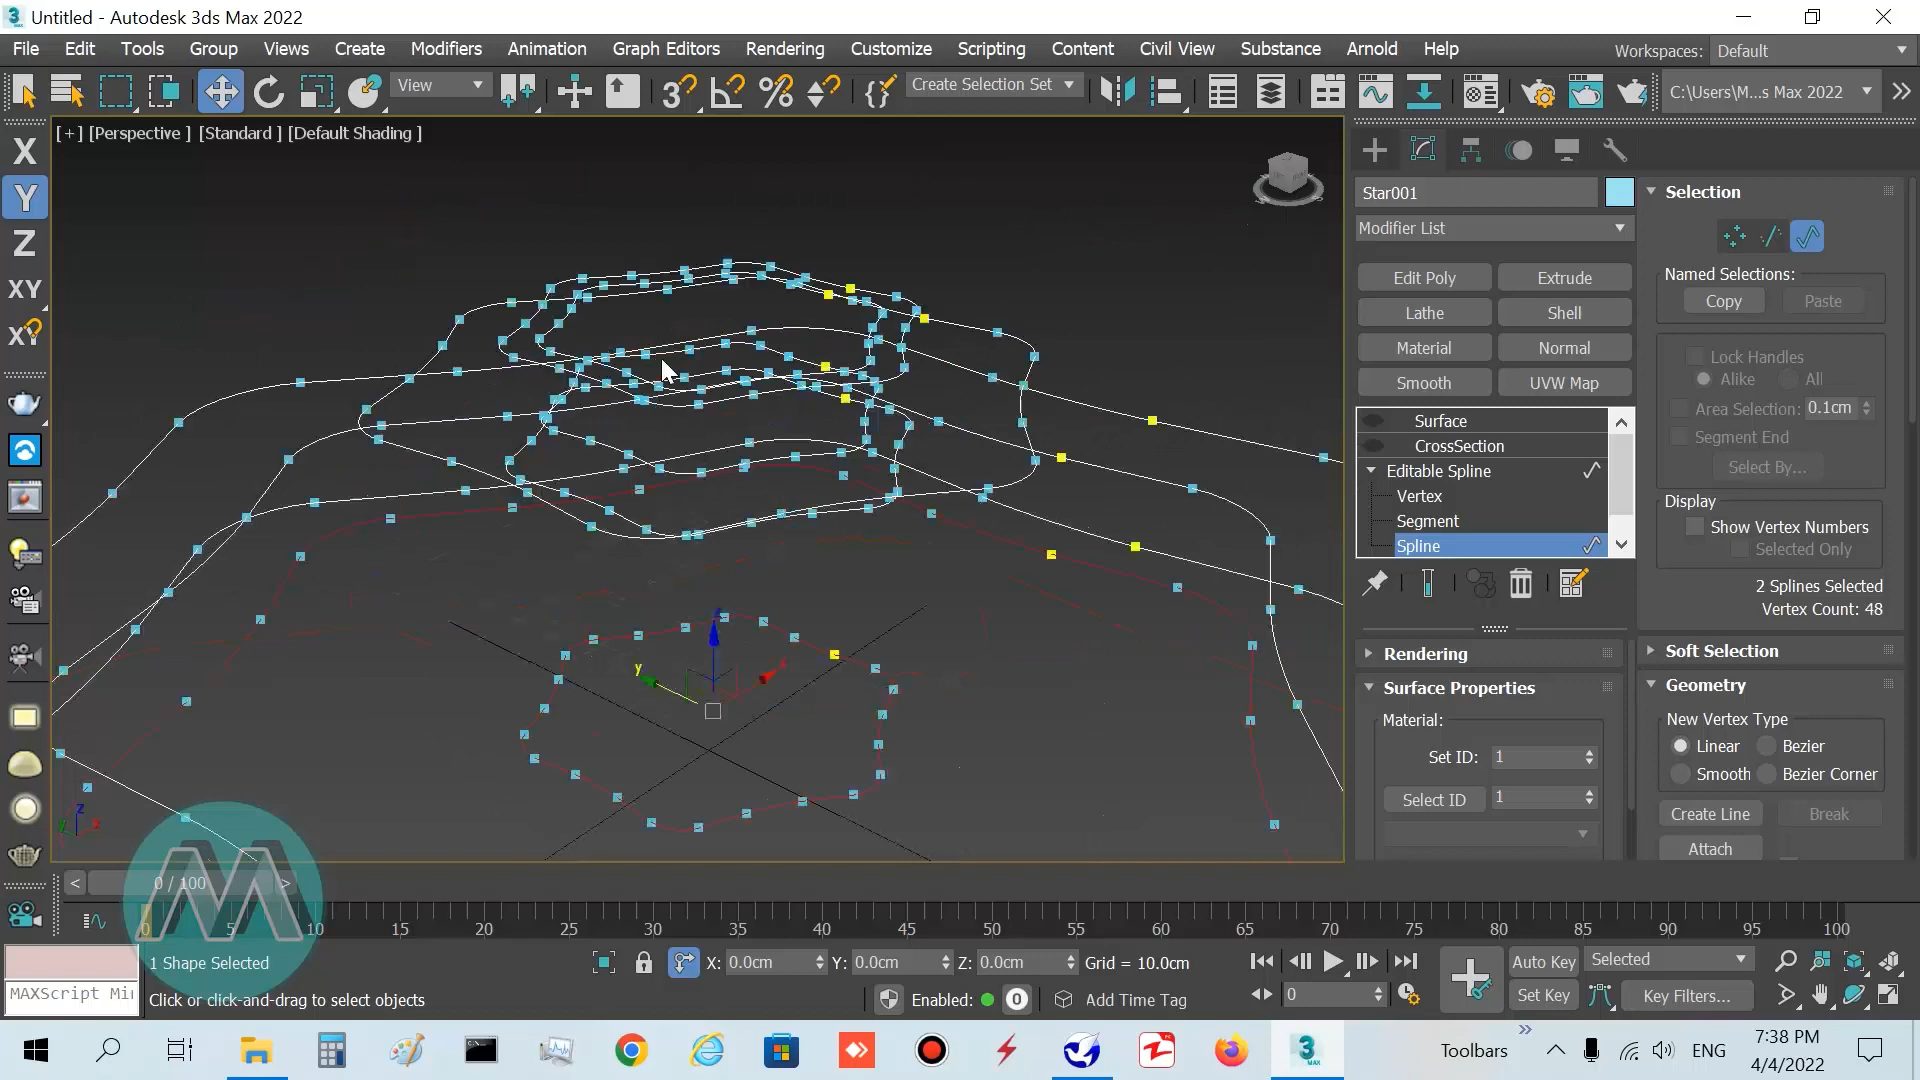 Untitled - Autodesk 3ds Max 2022
File Edit Tools Group Views Create Modifiers Animation Graph Editors Rendering Customize Scripting Content Civil View Substance Arnold Help Workspaces: Default
View Create Selection Set C:\Users\M...s Max 2022
[+] [Perspective ] [Standard ] [Default Shading ]
X
Y
Z
XY
XY
Star001
Modifier List
Edit Poly Extrude
Lathe Shell
Material Normal
Smooth UVW Map
Surface
CrossSection
Editable Spline
Vertex
Segment
Spline
Rendering
Surface Properties
Material:
Set ID: 1
Select ID 1
Selection
Named Selections:
Copy Paste
Lock Handles
Alike All
Area Selection: 0.1cm
Segment End
Select By...
Display
Show Vertex Numbers
Selected Only
2 Splines Selected
Vertex Count: 48
Soft Selection
Geometry
New Vertex Type
Linear Bezier
Smooth Bezier Corner
Create Line Break
Attach
y
z
x
< 0 / 100 >
0 5 10 15 20 25 30 35 40 45 50 55 60 65 70 75 80 85 90 95 100
1 Shape Selected X: 0.0cm Y: 0.0cm Z: 0.0cm Grid = 10.0cm Auto Key Selected
MAXScript Mi Click or click-and-drag to select objects Enabled: 0 Add Time Tag 0 Set Key Key Filters...
Toolbars ENG 7:38 PM
4/4/2022